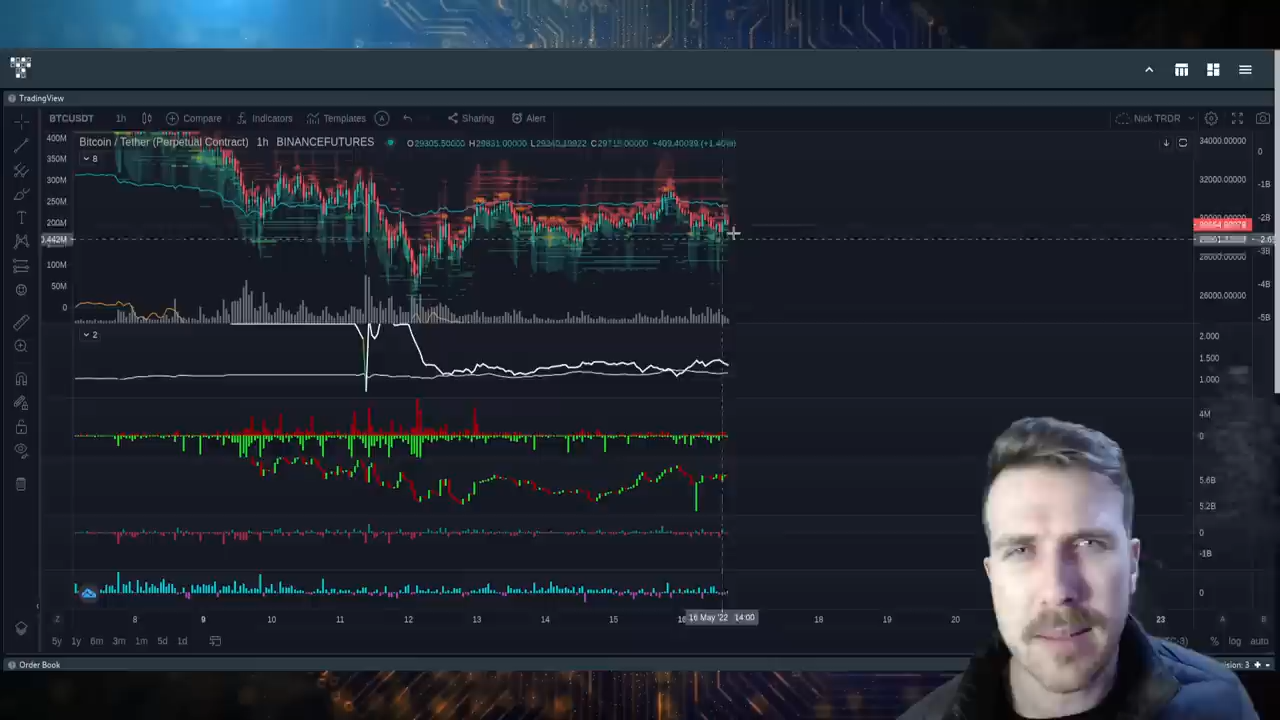 TradingView
BTCUSDT 1h Compare Indicators Templates Sharing Alert Nick TRDR
Bitcoin / Tether (Perpetual Contract) 1h BINANCEFUTURES
8
400M
350M
300M
250M
200M
100M
50M
0
34000.00000
32000.00000
28000.00000
26000.00000
0
-1B
-2B
-3B
-4B
-5B
2
2.000
1.500
1.000
4M
0
5.6B
5.2B
0
-1B
0
8 9 10 11 12 13 14 15 16 May '22 14:00 18 19 20 23
5y 1y 6m 3m 1m 5d 1d % log auto
Order Book